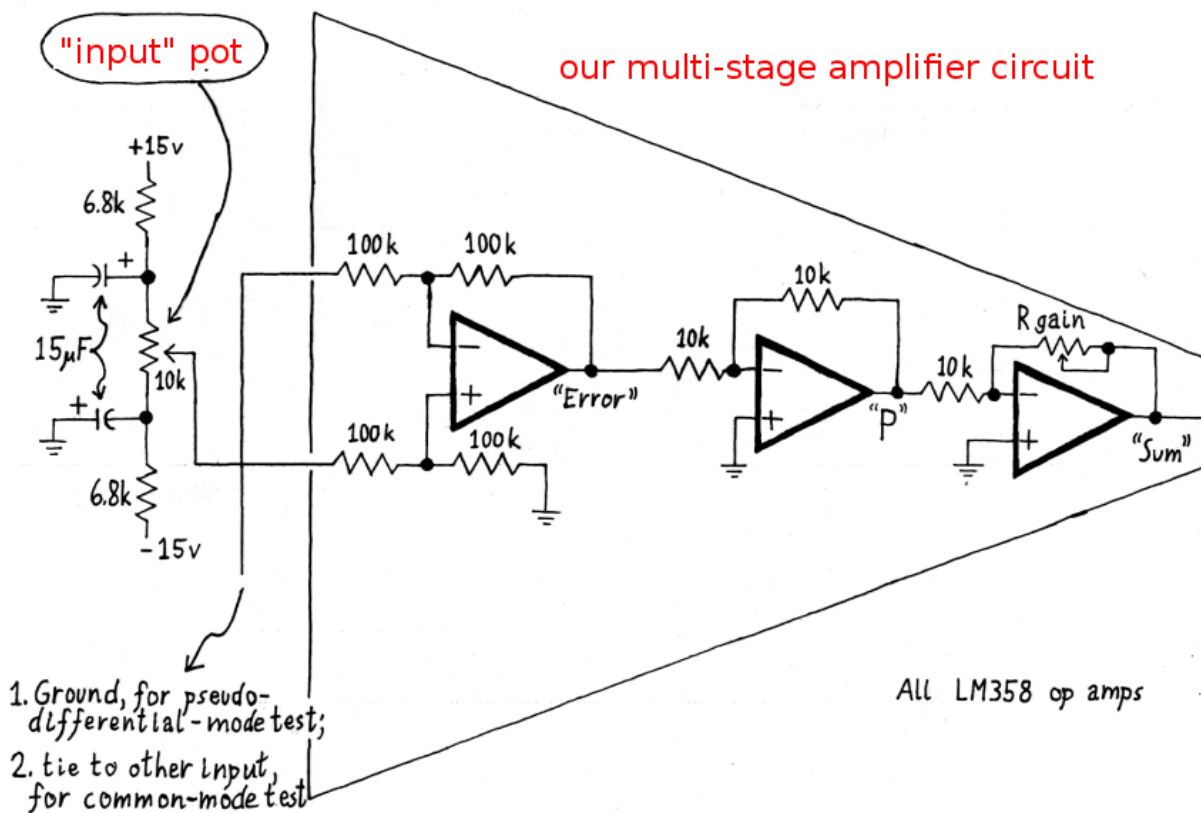 "input" pot
our multi-stage amplifier circuit
+15v
6.8k
+
15µF
10k
+
6.8k
-15v
100k
100k
-
+
"Error"
100k
100k
10k
10k
-
+
"P"
10k
Rgain
-
+
"Sum"
1. Ground, for pseudo-
differential-mode test;
2. tie to other input,
for common-mode test
All LM358 op amps